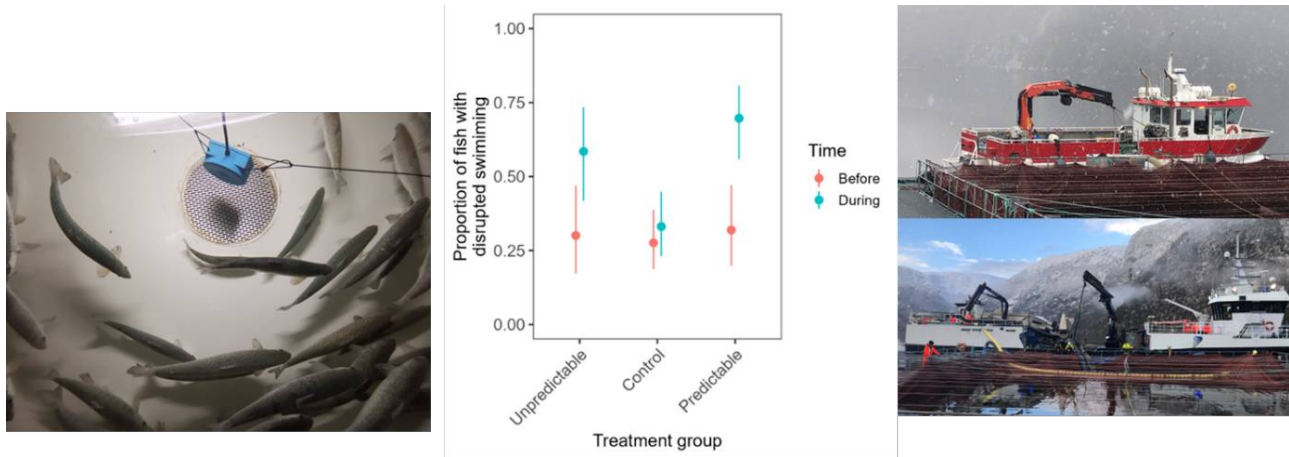 1.00
0.75
0.50
0.25
0.00
Proportion of fish with
disrupted swimiming
Unpredictable
Control
Predictable
Treatment group
Time
Before
During